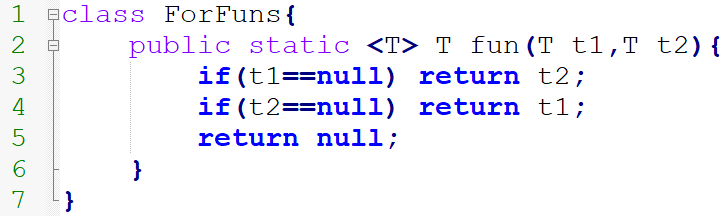 1 class ForFuns{
2 public static <T> T fun(T t1,T t2){
3 if(t1==null) return t2;
4 if(t2==null) return t1;
5 return null;
6 }
7 }